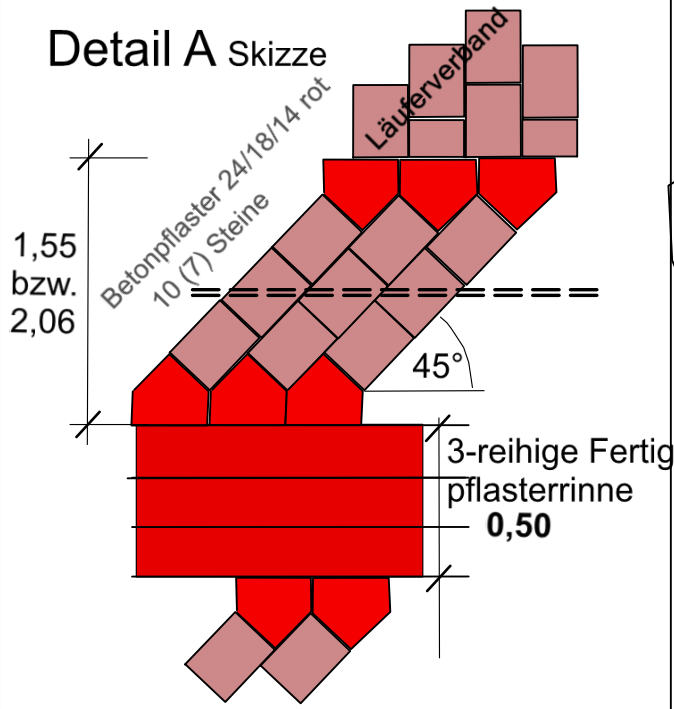 Detail A Skizze
Läuferverband
Betonpflaster 24/18/14 rot
10 (7) Steine
1,55
bzw.
2,06
45°
3-reihige Fertig
pflasterrinne
0,50